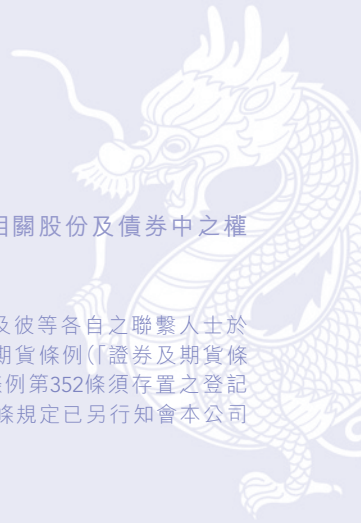 相關股份及債券中之權
及彼等各自之聯繫人士於
期貨條例(「證券及期貨條
條例第352條須存置之登記
條規定已另行知會本公司